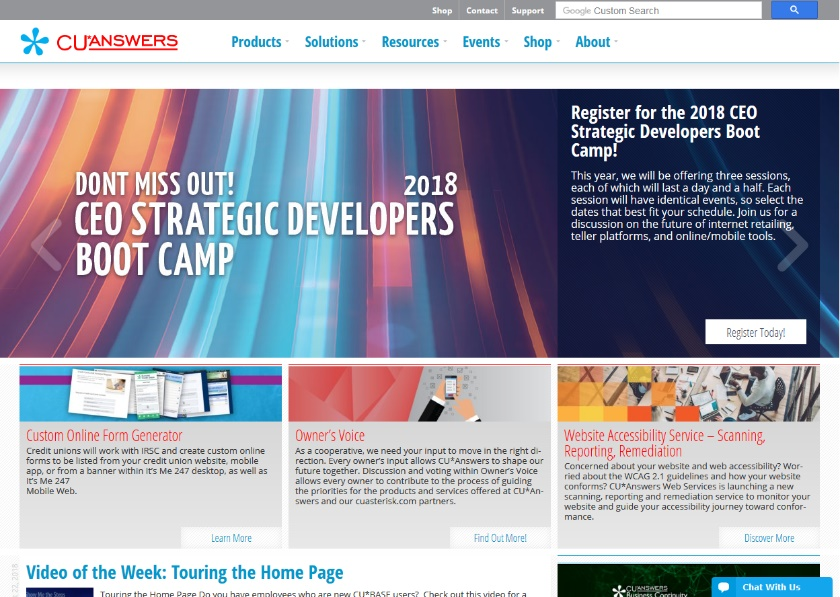 Shop Contact Support Google Custom Search
CU*ANSWERS Products Solutions Resources Events Shop About
DONT MISS OUT! 2018
CEO STRATEGIC DEVELOPERS
BOOT CAMP
Register for the 2018 CEO
Strategic Developers Boot
Camp!
This year, we will be offering three sessions,
each of which will last a day and a half. Each
session will have identical events, so select the
dates that best fit your schedule. Join us for a
discussion on the future of internet retailing,
teller platforms, and online/mobile tools.
Register Today!
Custom Online Form Generator
Credit unions will work with IRSC and create custom online
forms to be listed from your credit union website, mobile
app, or from a banner within It's Me 247 desktop, as well as
It's Me 247
Mobile Web.
Learn More
Owner's Voice
As a cooperative, we need your input to move in the right di-
rection. Every owner's input allows CU*Answers to shape our
future together. Discussion and voting within Owner's Voice
allows every owner to contribute to the process of guiding
the priorities for the products and services offered at CU*An-
swers and our cuasterisk.com partners.
Find Out More!
Website Accessibility Service – Scanning,
Reporting, Remediation
Concerned about your website and web accessibility? Wor-
ried about the WCAG 2.1 guidelines and how your website
conforms? CU*Answers Web Services is launching a new
scanning, reporting and remediation service to monitor your
website and guide your accessibility journey toward confor-
mance.
Discover More
Video of the Week: Touring the Home Page
Touring the Home Page Do you have employees who are new CU*BASE users? Check out this video for a
CU*ANSWERS
Business Continuity
Chat With Us